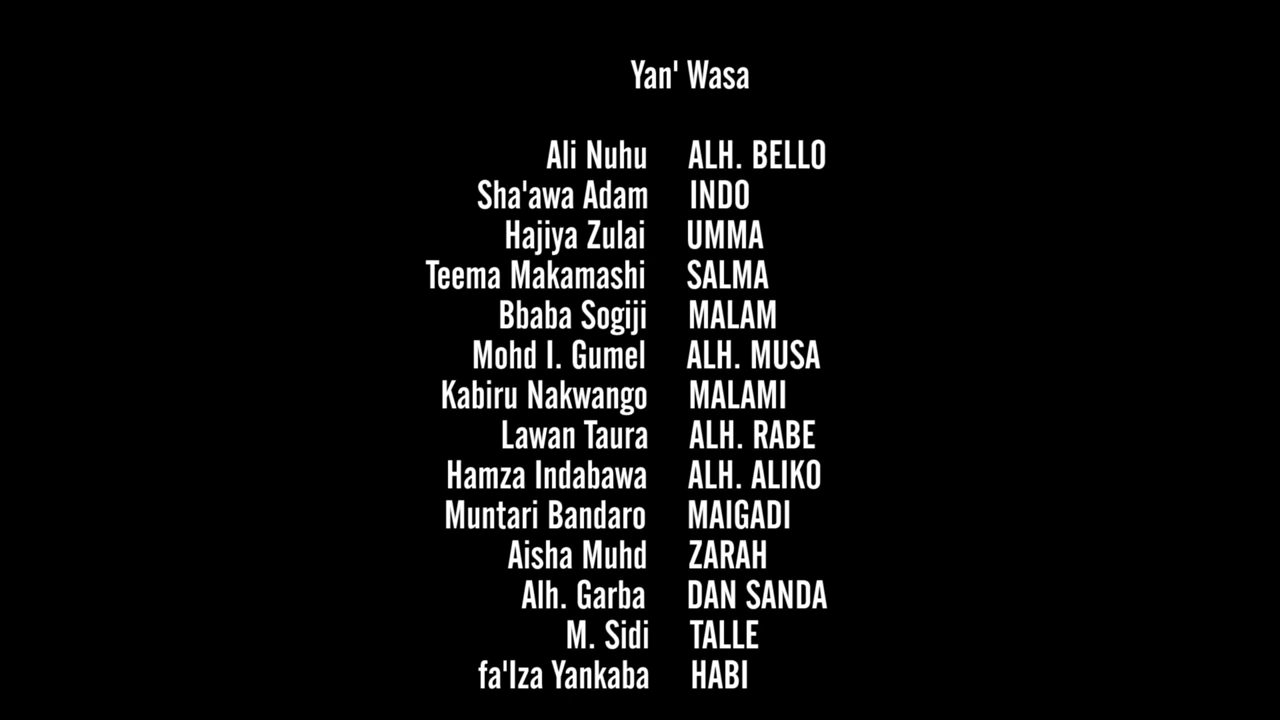 Yan' Wasa
Ali Nuhu ALH. BELLO
Sha'awa Adam INDO
Hajiya Zulai UMMA
Teema Makamashi SALMA
Bbaba Sogiji MALAM
Mohd I. Gumel ALH. MUSA
Kabiru Nakwango MALAMI
Lawan Taura ALH. RABE
Hamza Indabawa ALH. ALIKO
Muntari Bandaro MAIGADI
Aisha Muhd ZARAH
Alh. Garba DAN SANDA
M. Sidi TALLE
fa'Iza Yankaba HABI